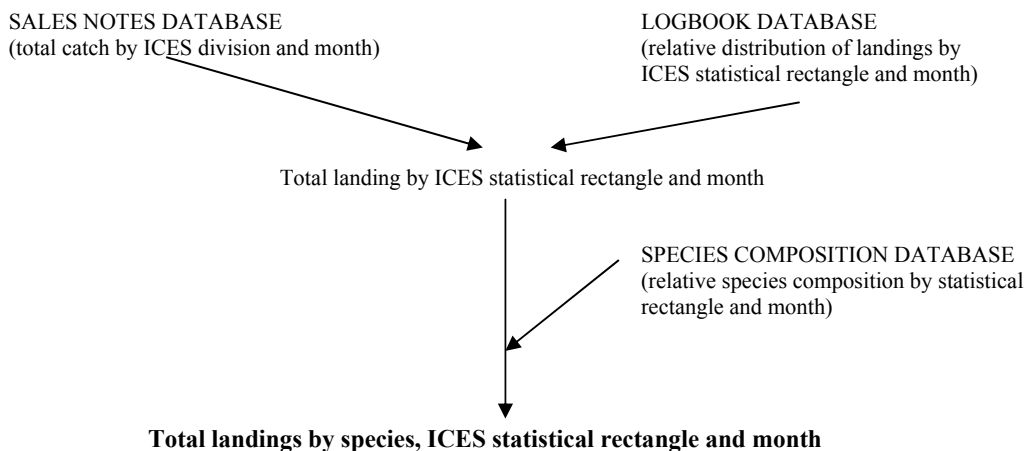 SALES NOTES DATABASE
(total catch by ICES division and month)
LOGBOOK DATABASE
(relative distribution of landings by
ICES statistical rectangle and month)
Total landing by ICES statistical rectangle and month
SPECIES COMPOSITION DATABASE
(relative species composition by statistical
rectangle and month)
Total landings by species, ICES statistical rectangle and month